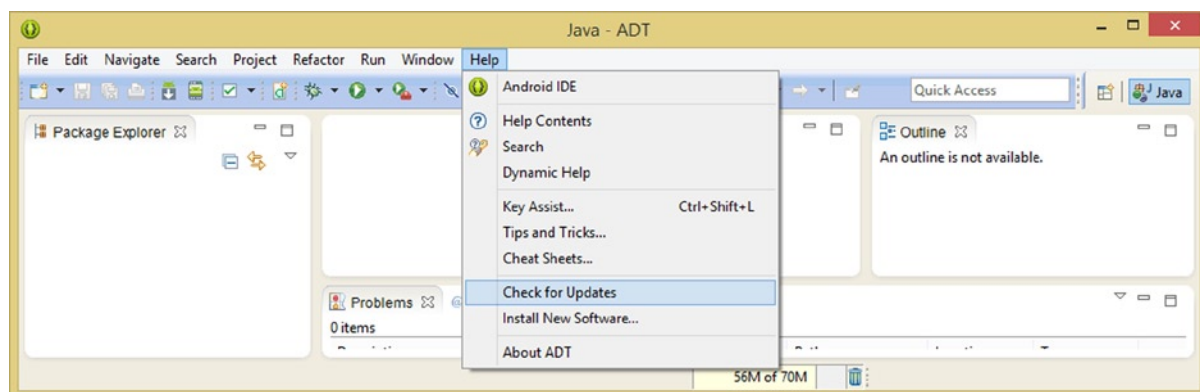 Java - ADT
File Edit Navigate Search Project Refactor Run Window Help
Android IDE
Quick Access
Java
Package Explorer
Help Contents
Search
Dynamic Help
Outline
An outline is not available.
Key Assist... Ctrl+Shift+L
Tips and Tricks...
Cheat Sheets...
Check for Updates
Install New Software...
About ADT
Problems
0 items
56M of 70M